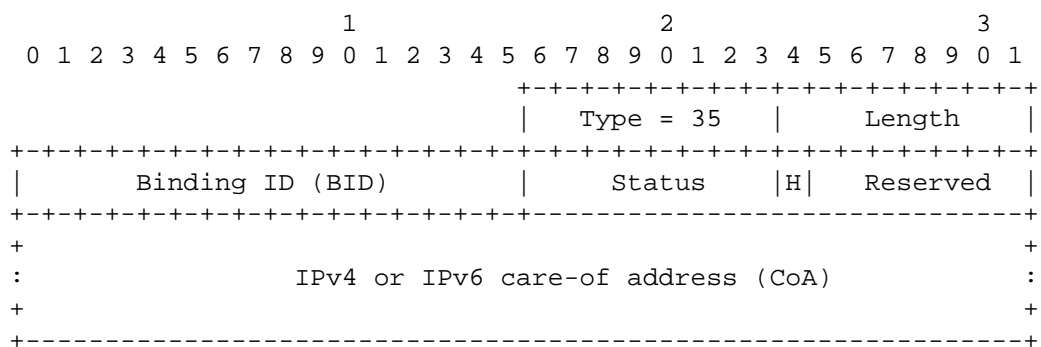 1                   2                   3
 0 1 2 3 4 5 6 7 8 9 0 1 2 3 4 5 6 7 8 9 0 1 2 3 4 5 6 7 8 9 0 1
                                +-+-+-+-+-+-+-+-+-+-+-+-+-+-+-+-+
                                |   Type = 35   |     Length    |
+-+-+-+-+-+-+-+-+-+-+-+-+-+-+-+-+-+-+-+-+-+-+-+-+-+-+-+-+-+-+-+-+
|       Binding ID (BID)        |     Status    |H|   Reserved  |
+-+-+-+-+-+-+-+-+-+-+-+-+-+-+-+-+-------------------------------+
+                                                               +
:                 IPv4 or IPv6 care-of address (CoA)            :
+                                                               +
+---------------------------------------------------------------+